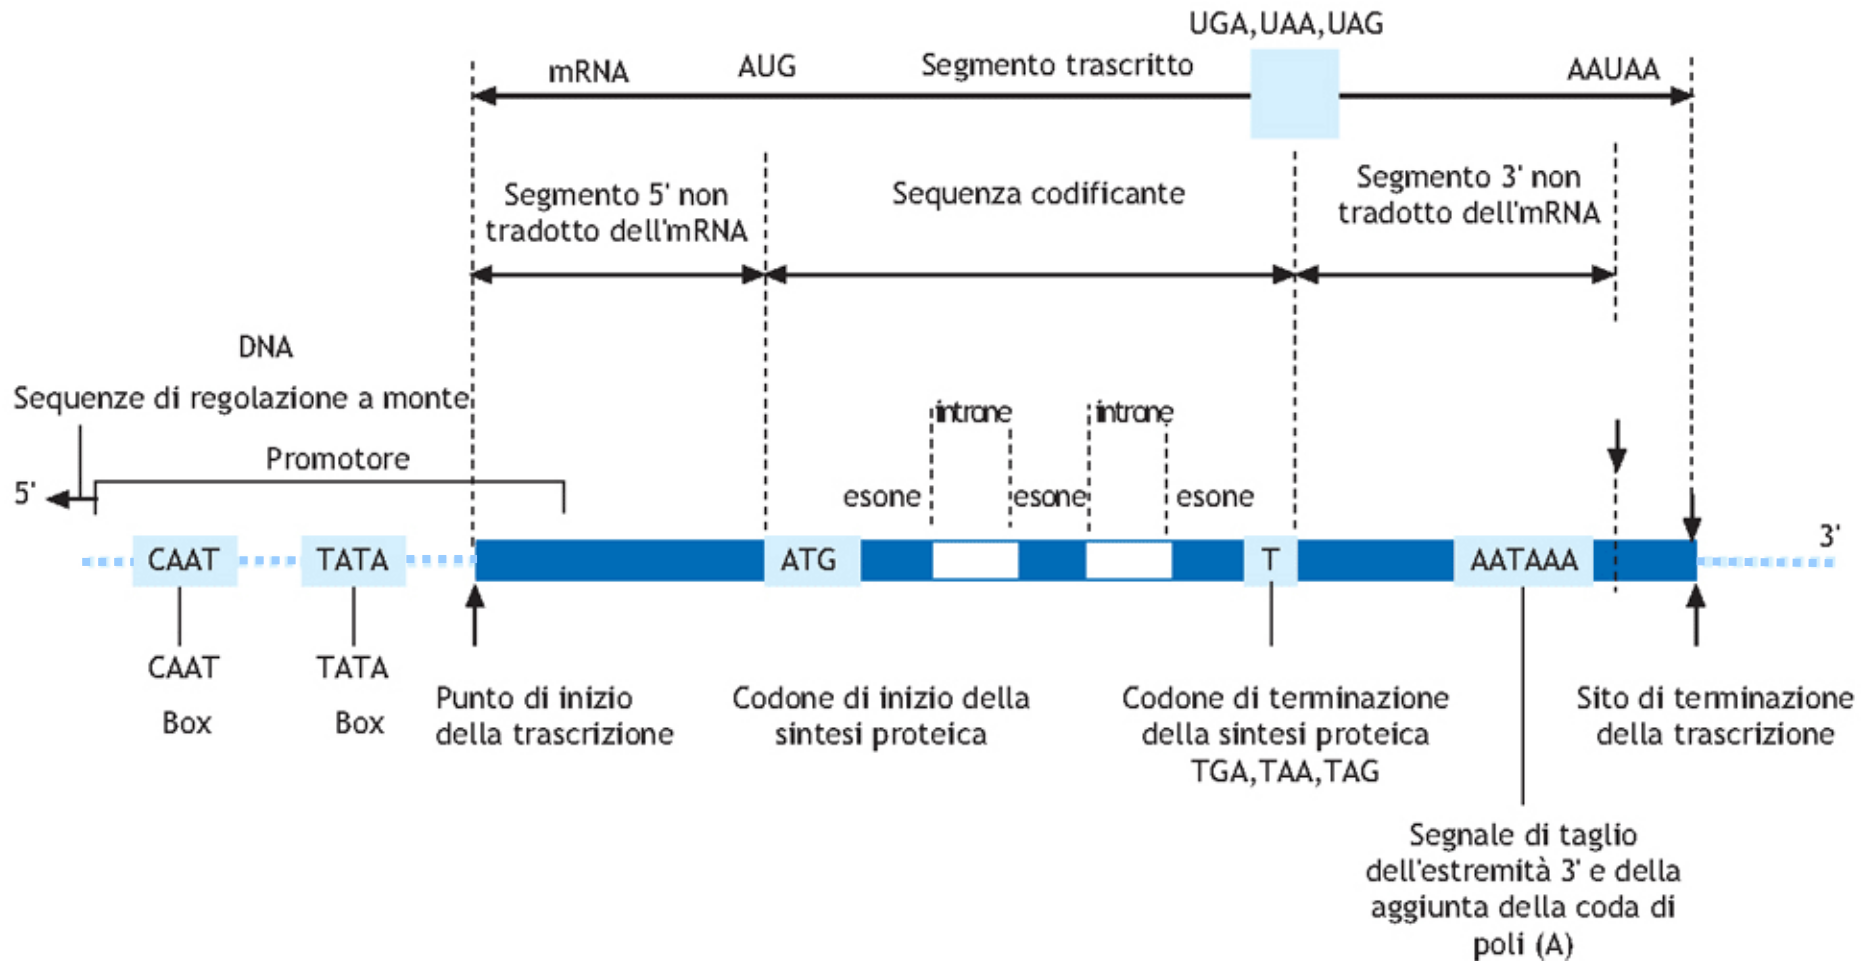 UGA,UAA,UAG
mRNA
AUG
Segmento trascritto
AAUAA
Segmento 5' non
tradotto dell'mRNA
Sequenza codificante
Segmento 3' non
tradotto dell'mRNA
DNA
Sequenze di regolazione a monte
Promotore
5'
introne
introne
esone
esone
esone
3'
CAAT
TATA
ATG
T
AATAAA
CAAT
Box
TATA
Box
Punto di inizio
della trascrizione
Codone di inizio della
sintesi proteica
Codone di terminazione
della sintesi proteica
TGA,TAA,TAG
Sito di terminazione
della trascrizione
Segnale di taglio
dell'estremità 3' e della
aggiunta della coda di
poli (A)